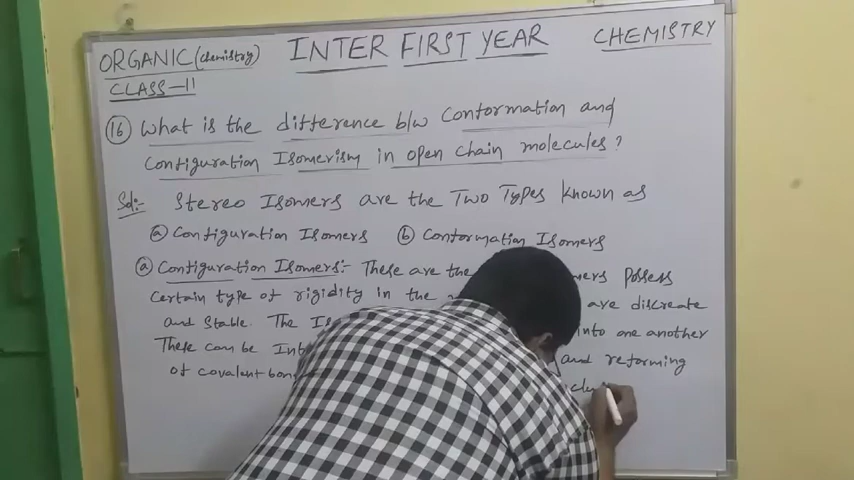 ORGANIC (chemistry) INTER FIRST YEAR CHEMISTRY
CLASS-11
16 What is the difference b/w Conformation and
Configuration Isomerism in open chain molecules?
Sol:- Stereo Isomers are the Two Types known as
(a) Configuration Isomers (b) Conformation Isomers
(a) Configuration Isomers:- These are the possess
certain type of rigidity in the are discreate
and Stable. The into one another
These can be and reforming
of covalent